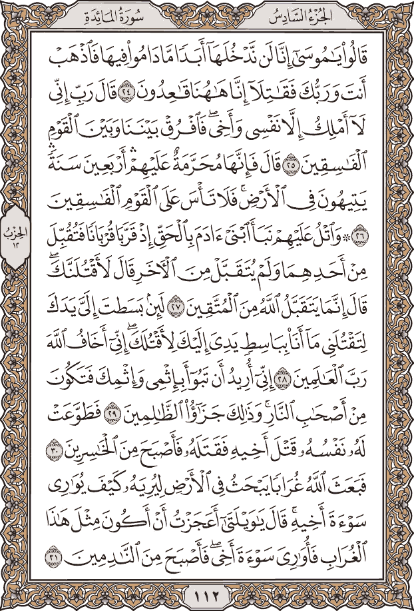 الجزء السادس
سورة المائدة
قَالُوا۟ يَٰمُوسَىٰٓ إِنَّا لَن نَّدْخُلَهَآ أَبَدًا مَّا دَامُوا۟ فِيهَا فَٱذْهَبْ
أَنتَ وَرَبُّكَ فَقَٰتِلَآ إِنَّا هَٰهُنَا قَٰعِدُونَ ٢٤ قَالَ رَبِّ إِنِّى
لَآ أَمْلِكُ إِلَّا نَفْسِى وَأَخِى ۖ فَٱفْرُقْ بَيْنَنَا وَبَيْنَ ٱلْقَوْمِ
ٱلْفَٰسِقِينَ ٢٥ قَالَ فَإِنَّهَا مُحَرَّمَةٌ عَلَيْهِمْ ۛ أَرْبَعِينَ سَنَةً ۛ
يَتِيهُونَ فِى ٱلْأَرْضِ ۚ فَلَا تَأْسَ عَلَى ٱلْقَوْمِ ٱلْفَٰسِقِينَ
٢٦ ۞ وَٱتْلُ عَلَيْهِمْ نَبَأَ ٱبْنَىْ ءَادَمَ بِٱلْحَقِّ إِذْ قَرَّبَا قُرْبَانًا فَتُقُبِّلَ
مِنْ أَحَدِهِمَا وَلَمْ يُتَقَبَّلْ مِنَ ٱلْءَاخَرِ قَالَ لَأَقْتُلَنَّكَ ۖ
قَالَ إِنَّمَا يَتَقَبَّلُ ٱللَّهُ مِنَ ٱلْمُتَّقِينَ ٢٧ لَئِنۢ بَسَطتَ إِلَىَّ يَدَكَ
لِتَقْتُلَنِى مَآ أَنَا۠ بِبَاسِطٍ يَدِىَ إِلَيْكَ لِأَقْتُلَكَ ۖ إِنِّىٓ أَخَافُ ٱللَّهَ
رَبَّ ٱلْعَٰلَمِينَ ٢٨ إِنِّىٓ أُرِيدُ أَن تَبُوٓأَ بِإِثْمِى وَإِثْمِكَ فَتَكُونَ
مِنْ أَصْحَٰبِ ٱلنَّارِ ۚ وَذَٰلِكَ جَزَٰٓؤُا۟ ٱلظَّٰلِمِينَ ٢٩ فَطَوَّعَتْ
لَهُۥ نَفْسُهُۥ قَتْلَ أَخِيهِ فَقَتَلَهُۥ فَأَصْبَحَ مِنَ ٱلْخَٰسِرِينَ ٣٠
فَبَعَثَ ٱللَّهُ غُرَابًا يَبْحَثُ فِى ٱلْأَرْضِ لِيُرِيَهُۥ كَيْفَ يُوَٰرِى
سَوْءَةَ أَخِيهِ ۚ قَالَ يَٰوَيْلَتَىٰٓ أَعَجَزْتُ أَنْ أَكُونَ مِثْلَ هَٰذَا
ٱلْغُرَابِ فَأُوَٰرِىَ سَوْءَةَ أَخِى ۖ فَأَصْبَحَ مِنَ ٱلنَّٰدِمِينَ ٣١
الحزب
١٢
١١٢